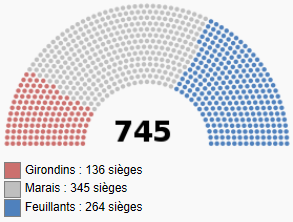 745
Girondins : 136 sièges
Marais : 345 sièges
Feuillants : 264 sièges